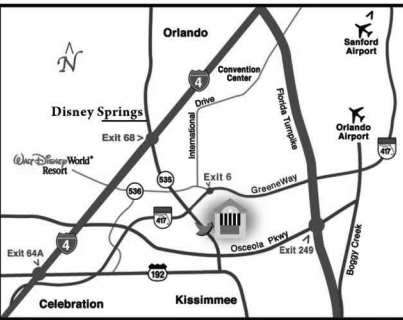 Orlando
Sanford
Airport
N
Convention
Center
4
Disney Springs
International
Drive
Florida Turnpike
Orlando
Airport
Exit 68 >
417
Walt Disney World®
Resort
535
Exit 6
536
GreeneWay
417
Osceola Pkwy
4
Exit 249
Boggy Creek
Exit 64A
192
Celebration
Kissimmee